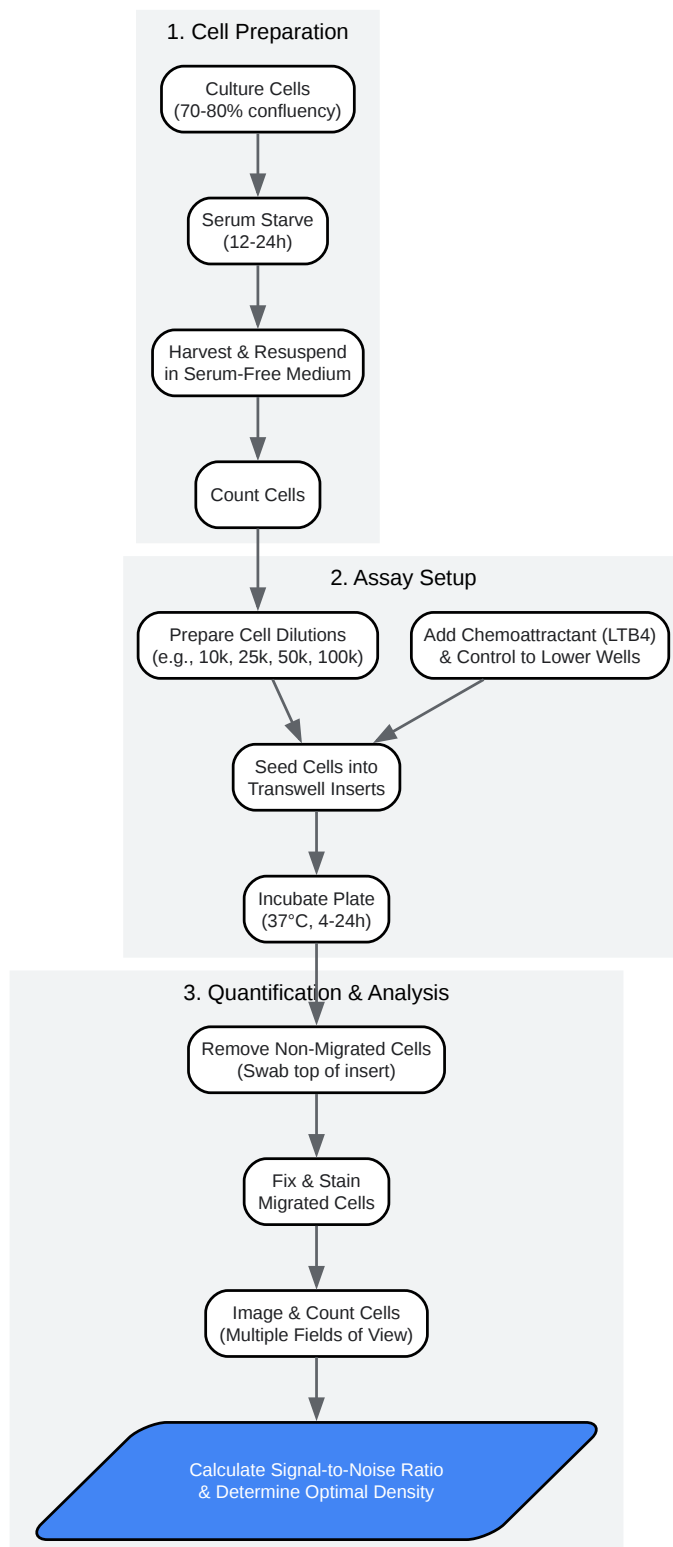 1. Cell Preparation
Culture Cells
(70-80% confluency)
Serum Starve
(12-24h)
Harvest & Resuspend
in Serum-Free Medium
Count Cells
2. Assay Setup
Prepare Cell Dilutions
(e.g., 10k, 25k, 50k, 100k)
Add Chemoattractant (LTB4)
& Control to Lower Wells
Seed Cells into
Transwell Inserts
Incubate Plate
(37°C, 4-24h)
3. Quantification & Analysis
Remove Non-Migrated Cells
(Swab top of insert)
Fix & Stain
Migrated Cells
Image & Count Cells
(Multiple Fields of View)
Calculate Signal-to-Noise Ratio
& Determine Optimal Density